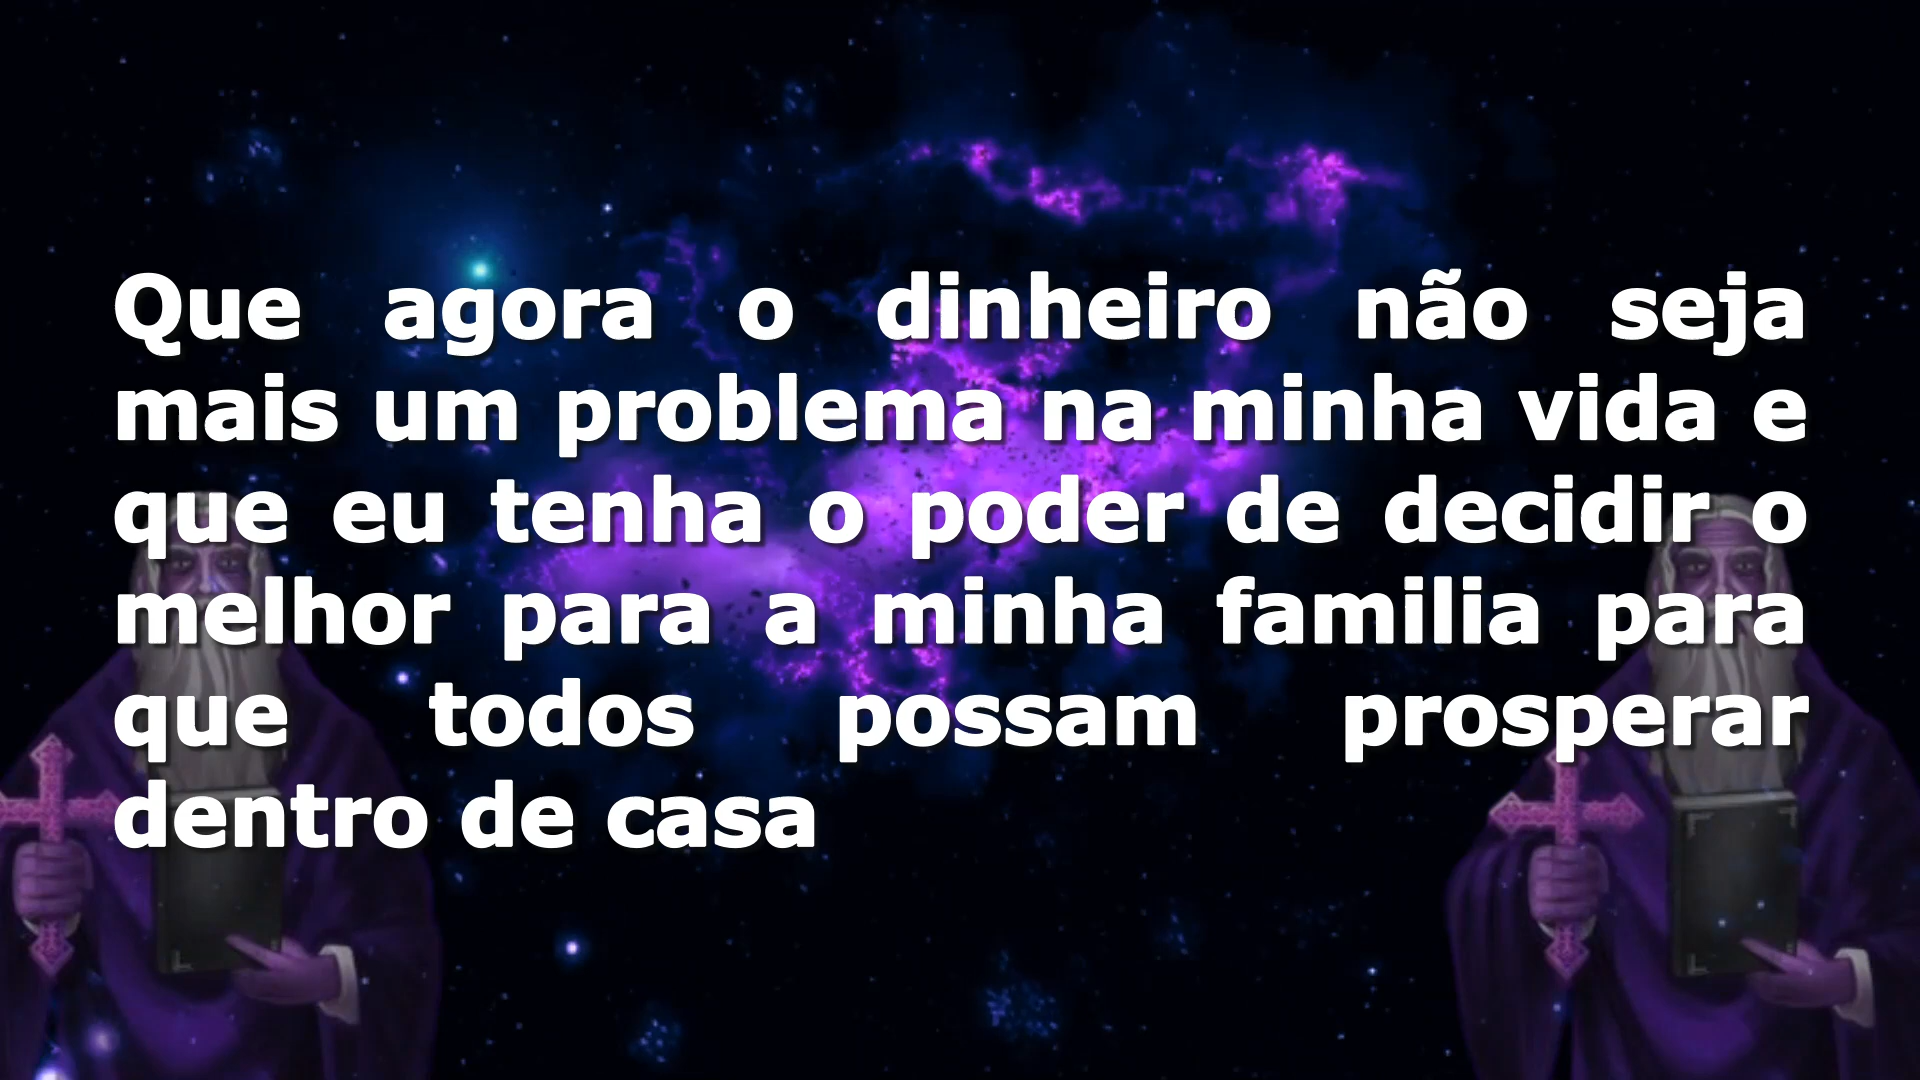 Que agora o dinheiro não seja
mais um problema na minha vida e
que eu tenha o poder de decidir o
melhor para a minha familia para
que todos possam prosperar
dentro de casa